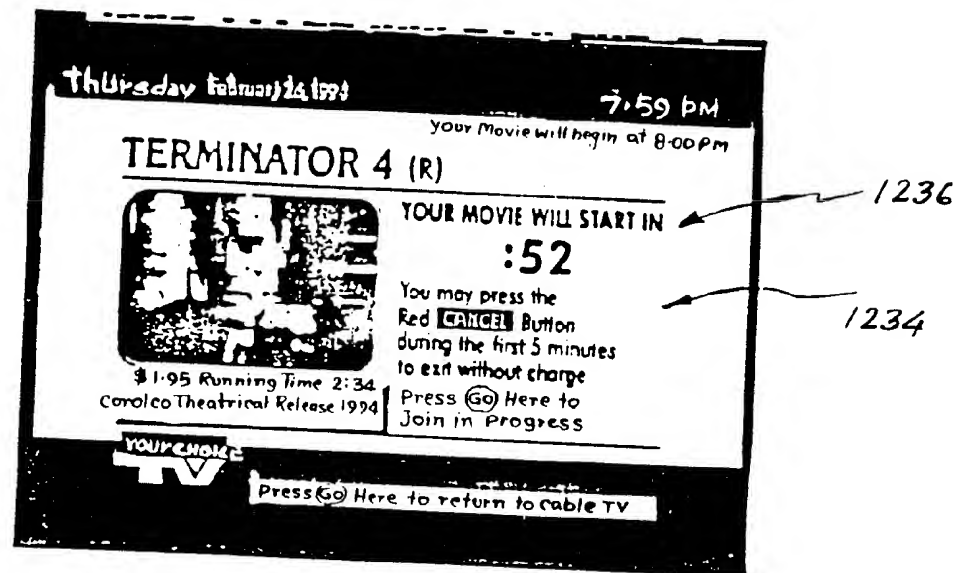 Thursday February 24, 1994
7:59 PM
Your Movie will begin at 8:00 PM
TERMINATOR 4 (R)
YOUR MOVIE WILL START IN
:52
You may press the
Red CANCEL Button
during the first 5 minutes
to exit without charge
Press GO Here to
Join in Progress
$1.95 Running Time 2:34
Corolco Theatrical Release 1994
YOUR CHOICE
TV
Press GO Here to return to cable TV
1236
1234